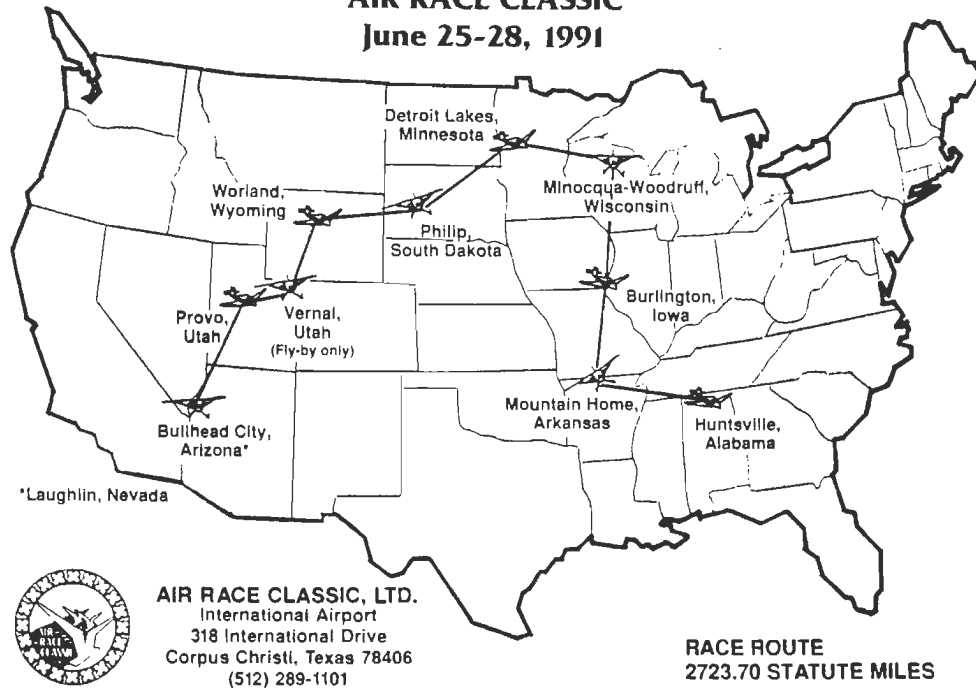 AIR RACE CLASSIC
June 25-28, 1991
Detroit Lakes,
Minnesota
Worland,
Wyoming
Minocqua-Woodruff,
Wisconsin
Philip,
South Dakota
Provo,
Utah
Vernal,
Utah
(Fly-by only)
Burlington,
Iowa
Bullhead City,
Arizona*
Mountain Home,
Arkansas
Huntsville,
Alabama
*Laughlin, Nevada
AIR RACE CLASSIC, LTD.
International Airport
318 International Drive
Corpus Christi, Texas 78406
(512) 289-1101
AIR
RACE
CLASSIC
RACE ROUTE
2723.70 STATUTE MILES